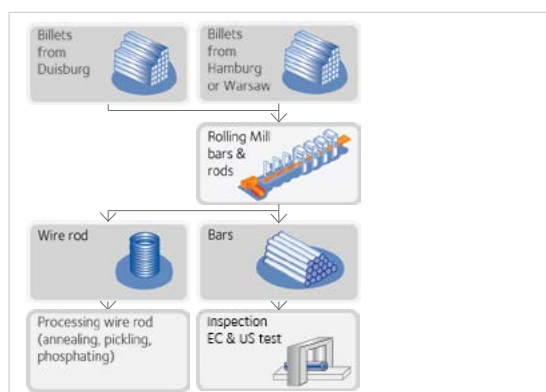 Billets
from
Duisburg
Billets
from
Hamburg
or Warsaw
Rolling Mill
bars &
rods
Wire rod
Bars
Processing wire rod
(annealing, pickling,
phosphating)
Inspection
EC & US test